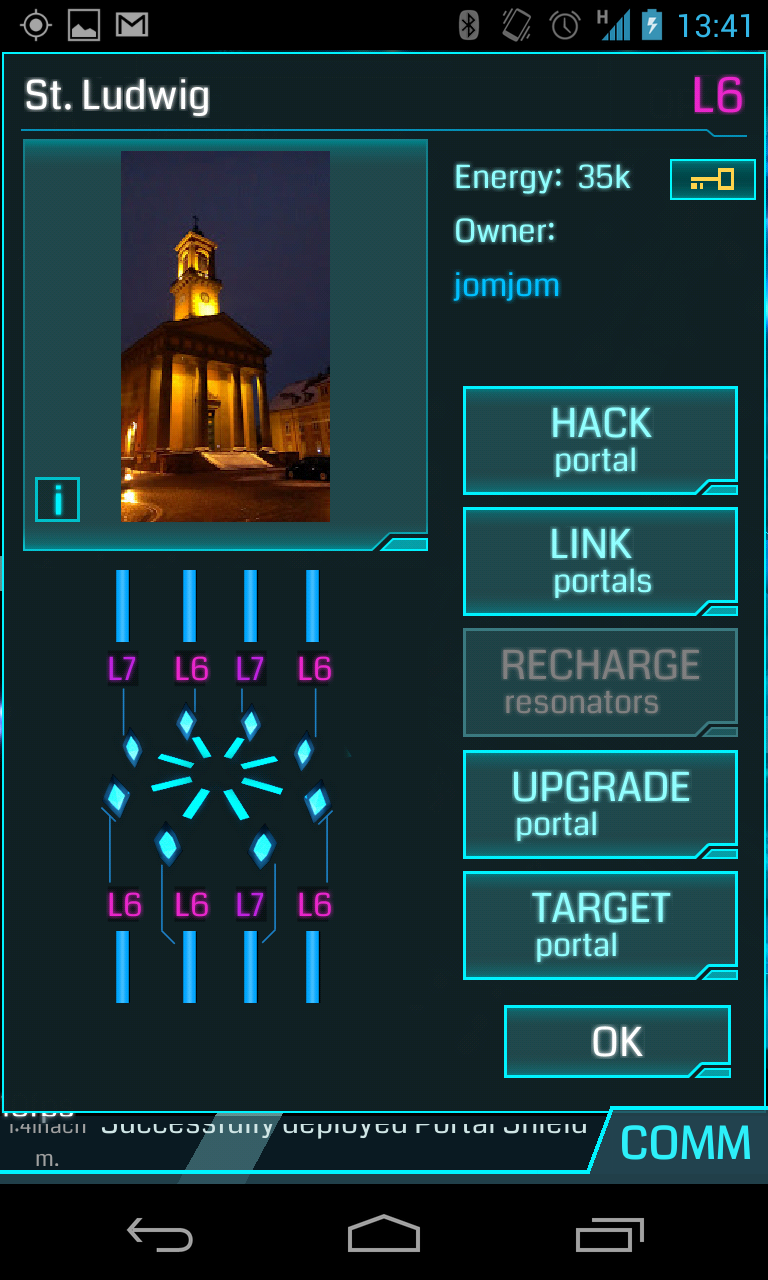 H
13:41
St. Ludwig
L6
Energy: 35k
Owner:
jomjom
i
HACK
portal
LINK
portals
RECHARGE
resonators
UPGRADE
portal
TARGET
portal
OK
L7 L6 L7 L6
L6 L6 L7 L6
Successfully deployed Portal Shield
m.
COMM